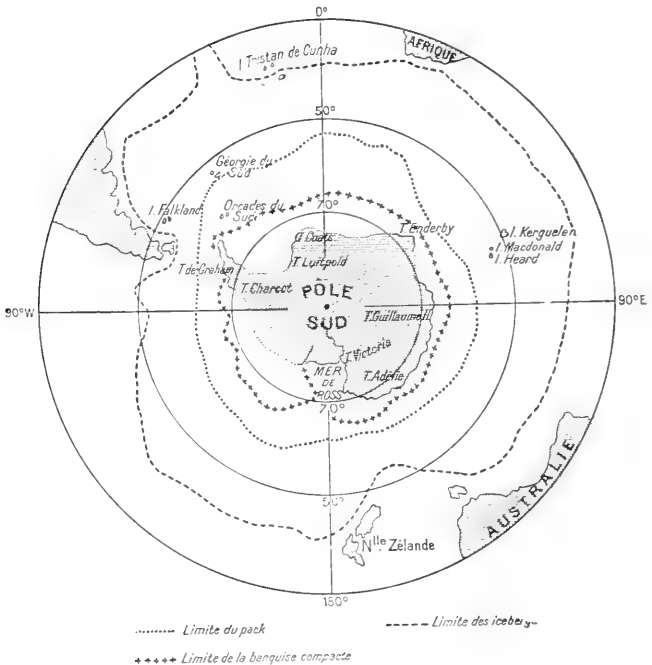 0°
I Tristan de Cunha
AFRIQUE
50°
Géorgie du
Sud
Orcades du
Sud
I. Falkland
70°
T. Enderby
I. Kerguelen
I. Macdonald
I. Heard
G Coats
T de Graham
T Luitpold
T. Charcot
PÔLE
SUD
90°W
90°E
T. Guillaume II
T. Victoria
MER
DE
ROSS
T. Adélie
70°
50°
AUSTRALIE
Nlle Zélande
180°
Limite du pack
Limite des icebergs
Limite de la banquise compacte